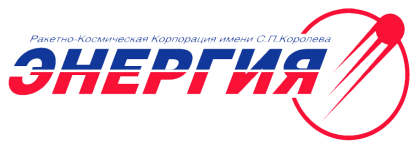 Ракетно-Космическая Корпорация имени С.П.Королева
ЭНЕРГИЯ